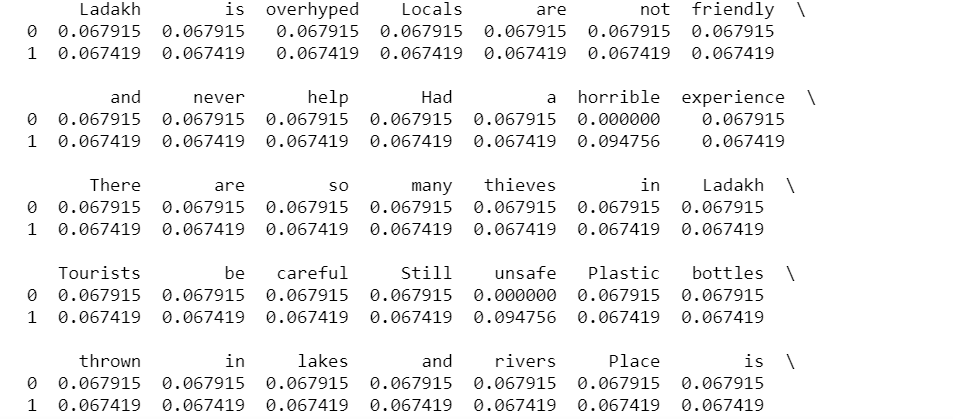 Ladakh is overhyped Locals are not friendly \
0 0.067915 0.067915 0.067915 0.067915 0.067915 0.067915 0.067915
1 0.067419 0.067419 0.067419 0.067419 0.067419 0.067419 0.067419
and never help Had a horrible experience \
0 0.067915 0.067915 0.067915 0.067915 0.067915 0.000000 0.067915
1 0.067419 0.067419 0.067419 0.067419 0.067419 0.094756 0.067419
There are so many thieves in Ladakh \
0 0.067915 0.067915 0.067915 0.067915 0.067915 0.067915 0.067915
1 0.067419 0.067419 0.067419 0.067419 0.067419 0.067419 0.067419
Tourists be careful Still unsafe Plastic bottles \
0 0.067915 0.067915 0.067915 0.067915 0.000000 0.067915 0.067915
1 0.067419 0.067419 0.067419 0.067419 0.094756 0.067419 0.067419
thrown in lakes and rivers Place is \
0 0.067915 0.067915 0.067915 0.067915 0.067915 0.067915 0.067915
1 0.067419 0.067419 0.067419 0.067419 0.067419 0.067419 0.067419